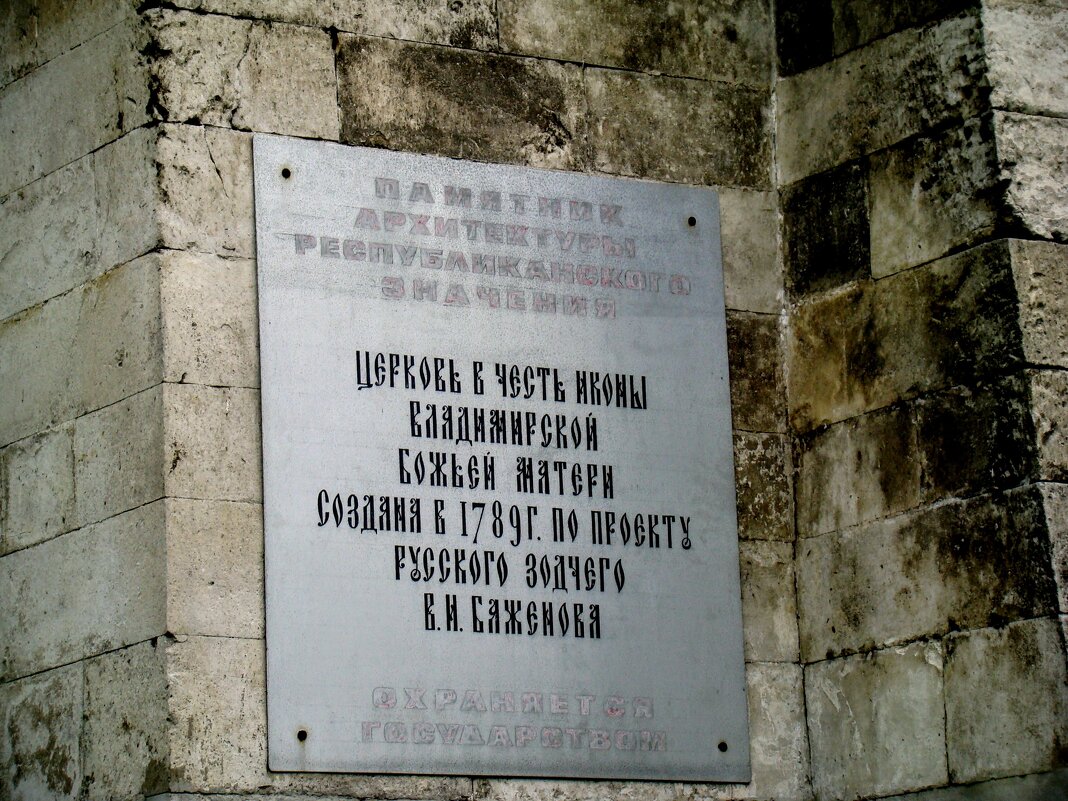 ПАМЯТНИК
АРХИТЕКТУРЫ
РЕСПУБЛИКАНСКОГО
ЗНАЧЕНИЯ
ЦЕРКОВЬ В ЧЕСТЬ ИКОНЫ
ВЛАДИМИРСКОЙ
БОЖЬЕЙ МАТЕРИ
СОЗДАНА В 1789Г. ПО ПРОЕКТУ
РУССКОГО ЗОДЧЕГО
В.И. БАЖЕНОВА
ОХРАНЯЕТСЯ
ГОСУДАРСТВОМ